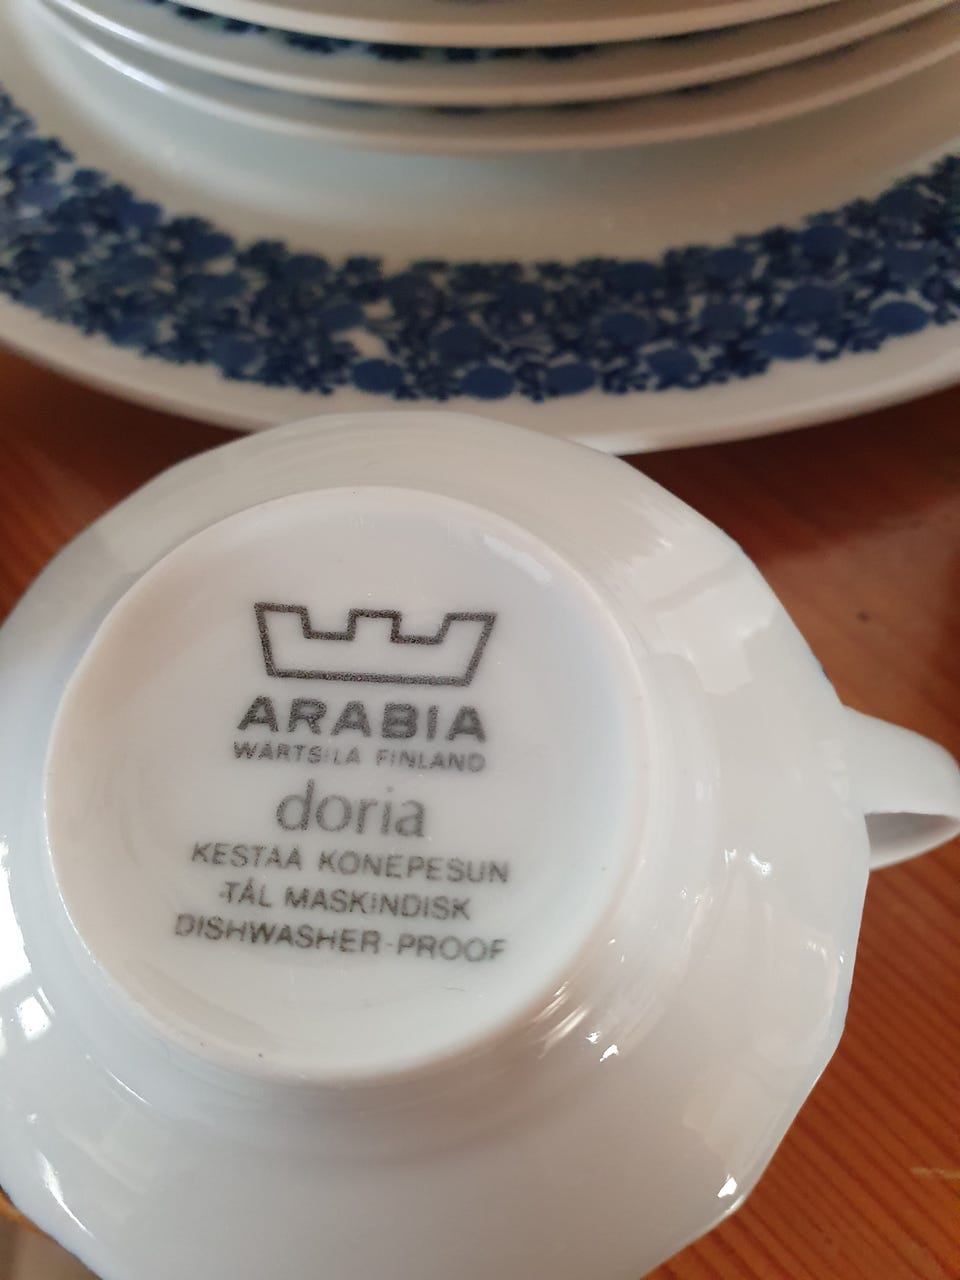 ARABIA
WÄRTSILÄ FINLAND
doria
KESTÄÄ KONEPESUN
TÅL MASKINDISK
DISHWASHER-PROOF